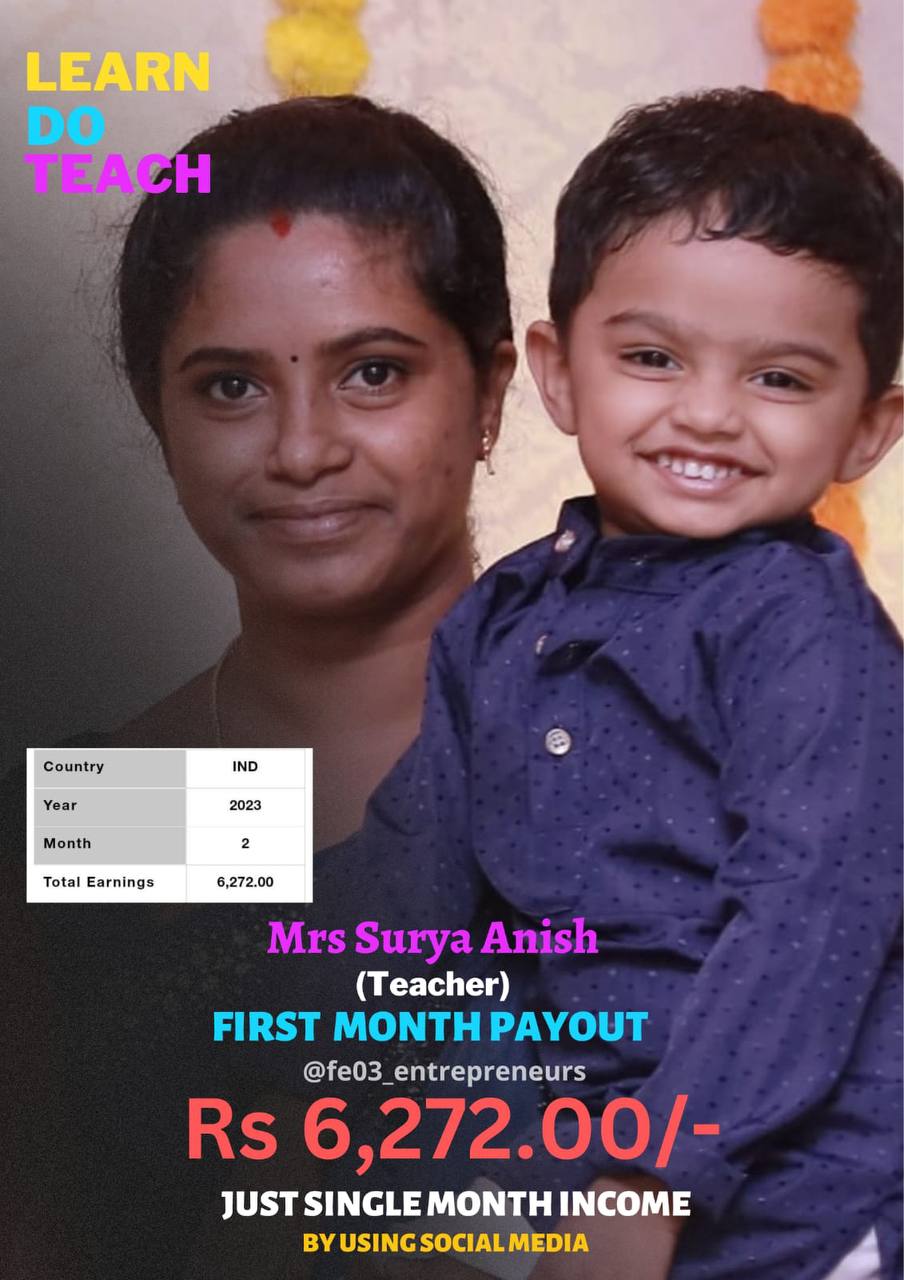 LEARN
DO
TEACH
Country IND
Year 2023
Month 2
Total Earnings 6,272.00
Mrs Surya Anish
(Teacher)
FIRST MONTH PAYOUT
@fe03_entrepreneurs
Rs 6,272.00/-
JUST SINGLE MONTH INCOME
BY USING SOCIAL MEDIA